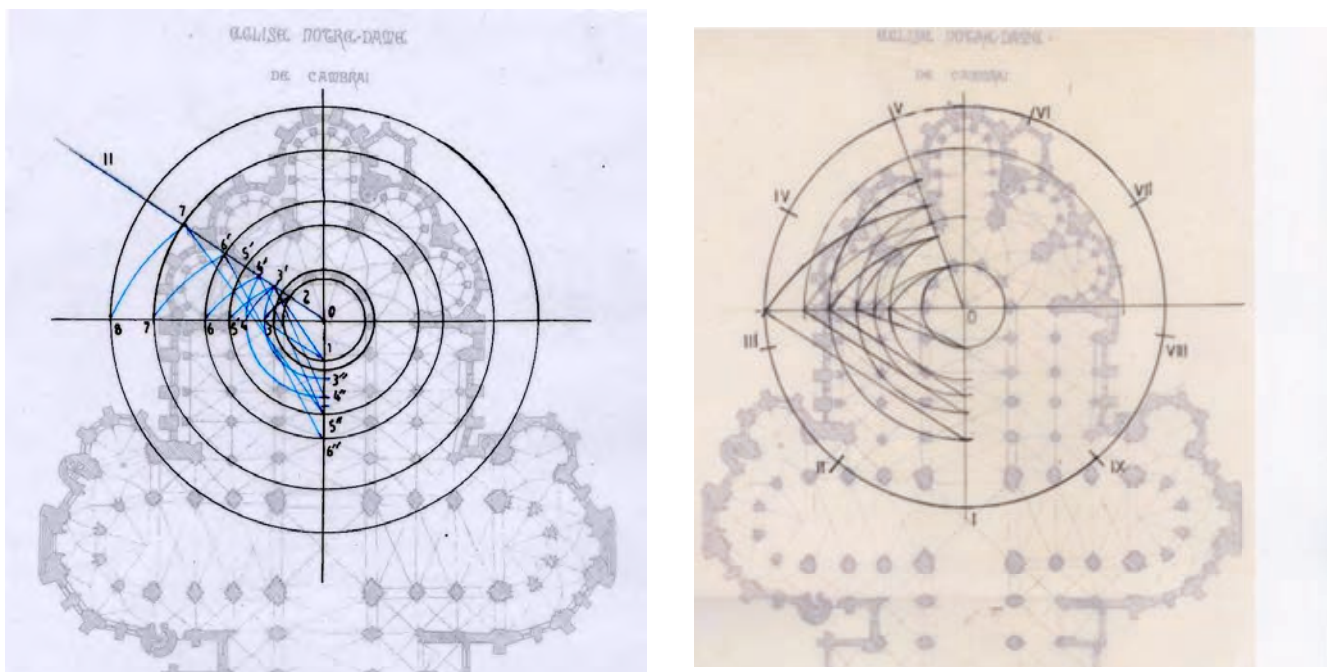 EGLISE NOTRE-DAME
DE CAMBRAI
II
7
6'
5'
4'
3'
2
0
8
7
6
5
4
3
1
3"
4"
5"
6"
EGLISE NOTRE-DAME
DE CAMBRAI
V
VI
IV
VII
0
III
VIII
II
IX
I